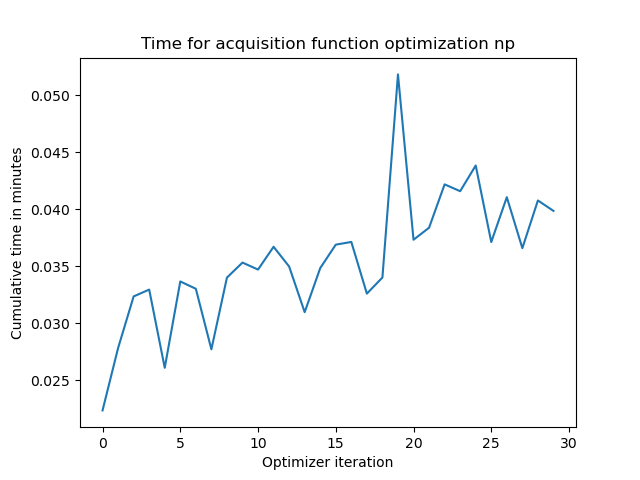 Time for acquisition function optimization np
0.050
0.045
0.040
0.035
0.030
0.025
Cumulative time in minutes
0 5 10 15 20 25 30
Optimizer iteration